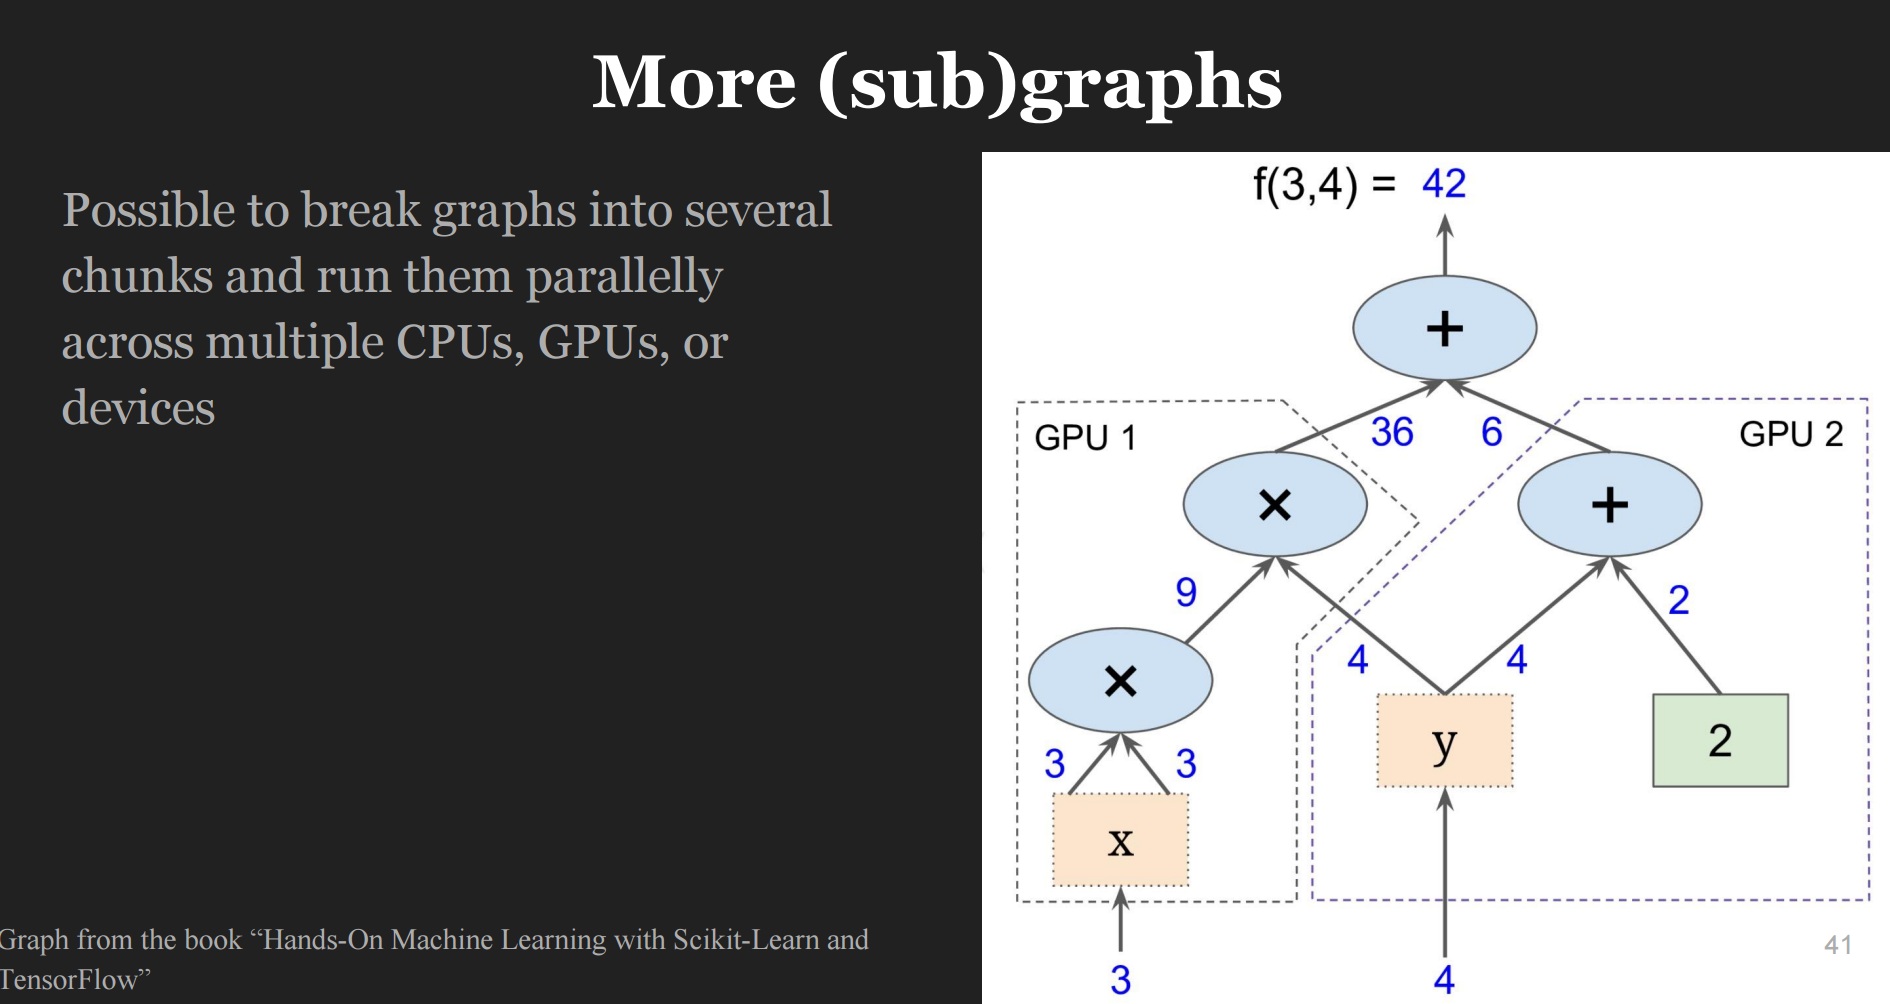 More (sub)graphs
Possible to break graphs into several
chunks and run them parallelly
across multiple CPUs, GPUs, or
devices
f(3,4) = 42
+
36 6
GPU 1
GPU 2
×
+
9
2
4
4
×
y
2
3
3
x
3
4
Graph from the book “Hands-On Machine Learning with Scikit-Learn and
TensorFlow”
41